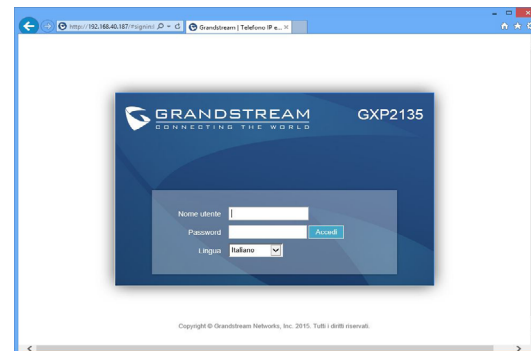 http://192.168.40.187/#signin/
Grandstream | Telefono IP e...
GRANDSTREAM
CONNECTING THE WORLD
GXP2135
Nome utente
Password
Accedi
Lingua
Italiano
Copyright © Grandstream Networks, Inc. 2015. Tutti i diritti riservati.